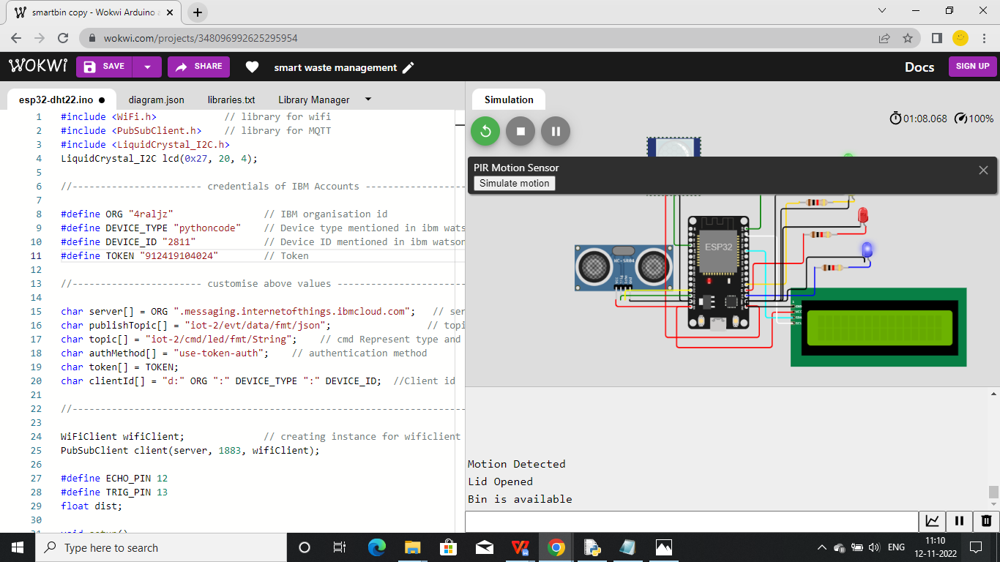 smartbin copy - Wokwi Arduino
wokwi.com/projects/348096992625295954
WOKWI
SAVE
SHARE
smart waste management
Docs
SIGN UP
esp32-dht22.ino
diagram.json
libraries.txt
Library Manager
Simulation
1 #include <WiFi.h> // library for wifi
2 #include <PubSubClient.h> // library for MQTT
3 #include <LiquidCrystal_I2C.h>
4 LiquidCrystal_I2C lcd(0x27, 20, 4);
5
6 //----------------------- credentials of IBM Accounts ------------------
7
8 #define ORG "4raljz" // IBM organisation id
9 #define DEVICE_TYPE "pythoncode" // Device type mentioned in ibm wats
10 #define DEVICE_ID "2811" // Device ID mentioned in ibm watson
11 #define TOKEN "912419104024" // Token
12
13 //----------------------- customise above values -----------------------
14
15 char server[] = ORG ".messaging.internetofthings.ibmcloud.com"; // ser
16 char publishTopic[] = "iot-2/evt/data/fmt/json"; // topi
17 char topic[] = "iot-2/cmd/led/fmt/String"; // cmd Represent type and
18 char authMethod[] = "use-token-auth"; // authentication method
19 char token[] = TOKEN;
20 char clientId[] = "d:" ORG ":" DEVICE_TYPE ":" DEVICE_ID; //Client id
21
22 //----------------------------------------------------------------------
23
24 WiFiClient wifiClient; // creating instance for wificlient
25 PubSubClient client(server, 1883, wifiClient);
26
27 #define ECHO_PIN 12
28 #define TRIG_PIN 13
29 float dist;
30
01:08.068
100%
PIR Motion Sensor
Simulate motion
ESP32
HC-SR04
Motion Detected
Lid Opened
Bin is available
Type here to search
ENG
11:10
12-11-2022